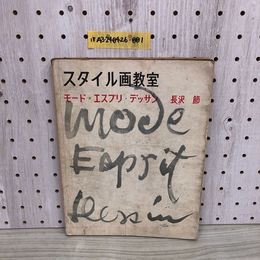 1FA3240426-001
スタイル画教室
モード・エスプリ・デッサン 長沢 節
mode
Esprit
dessin